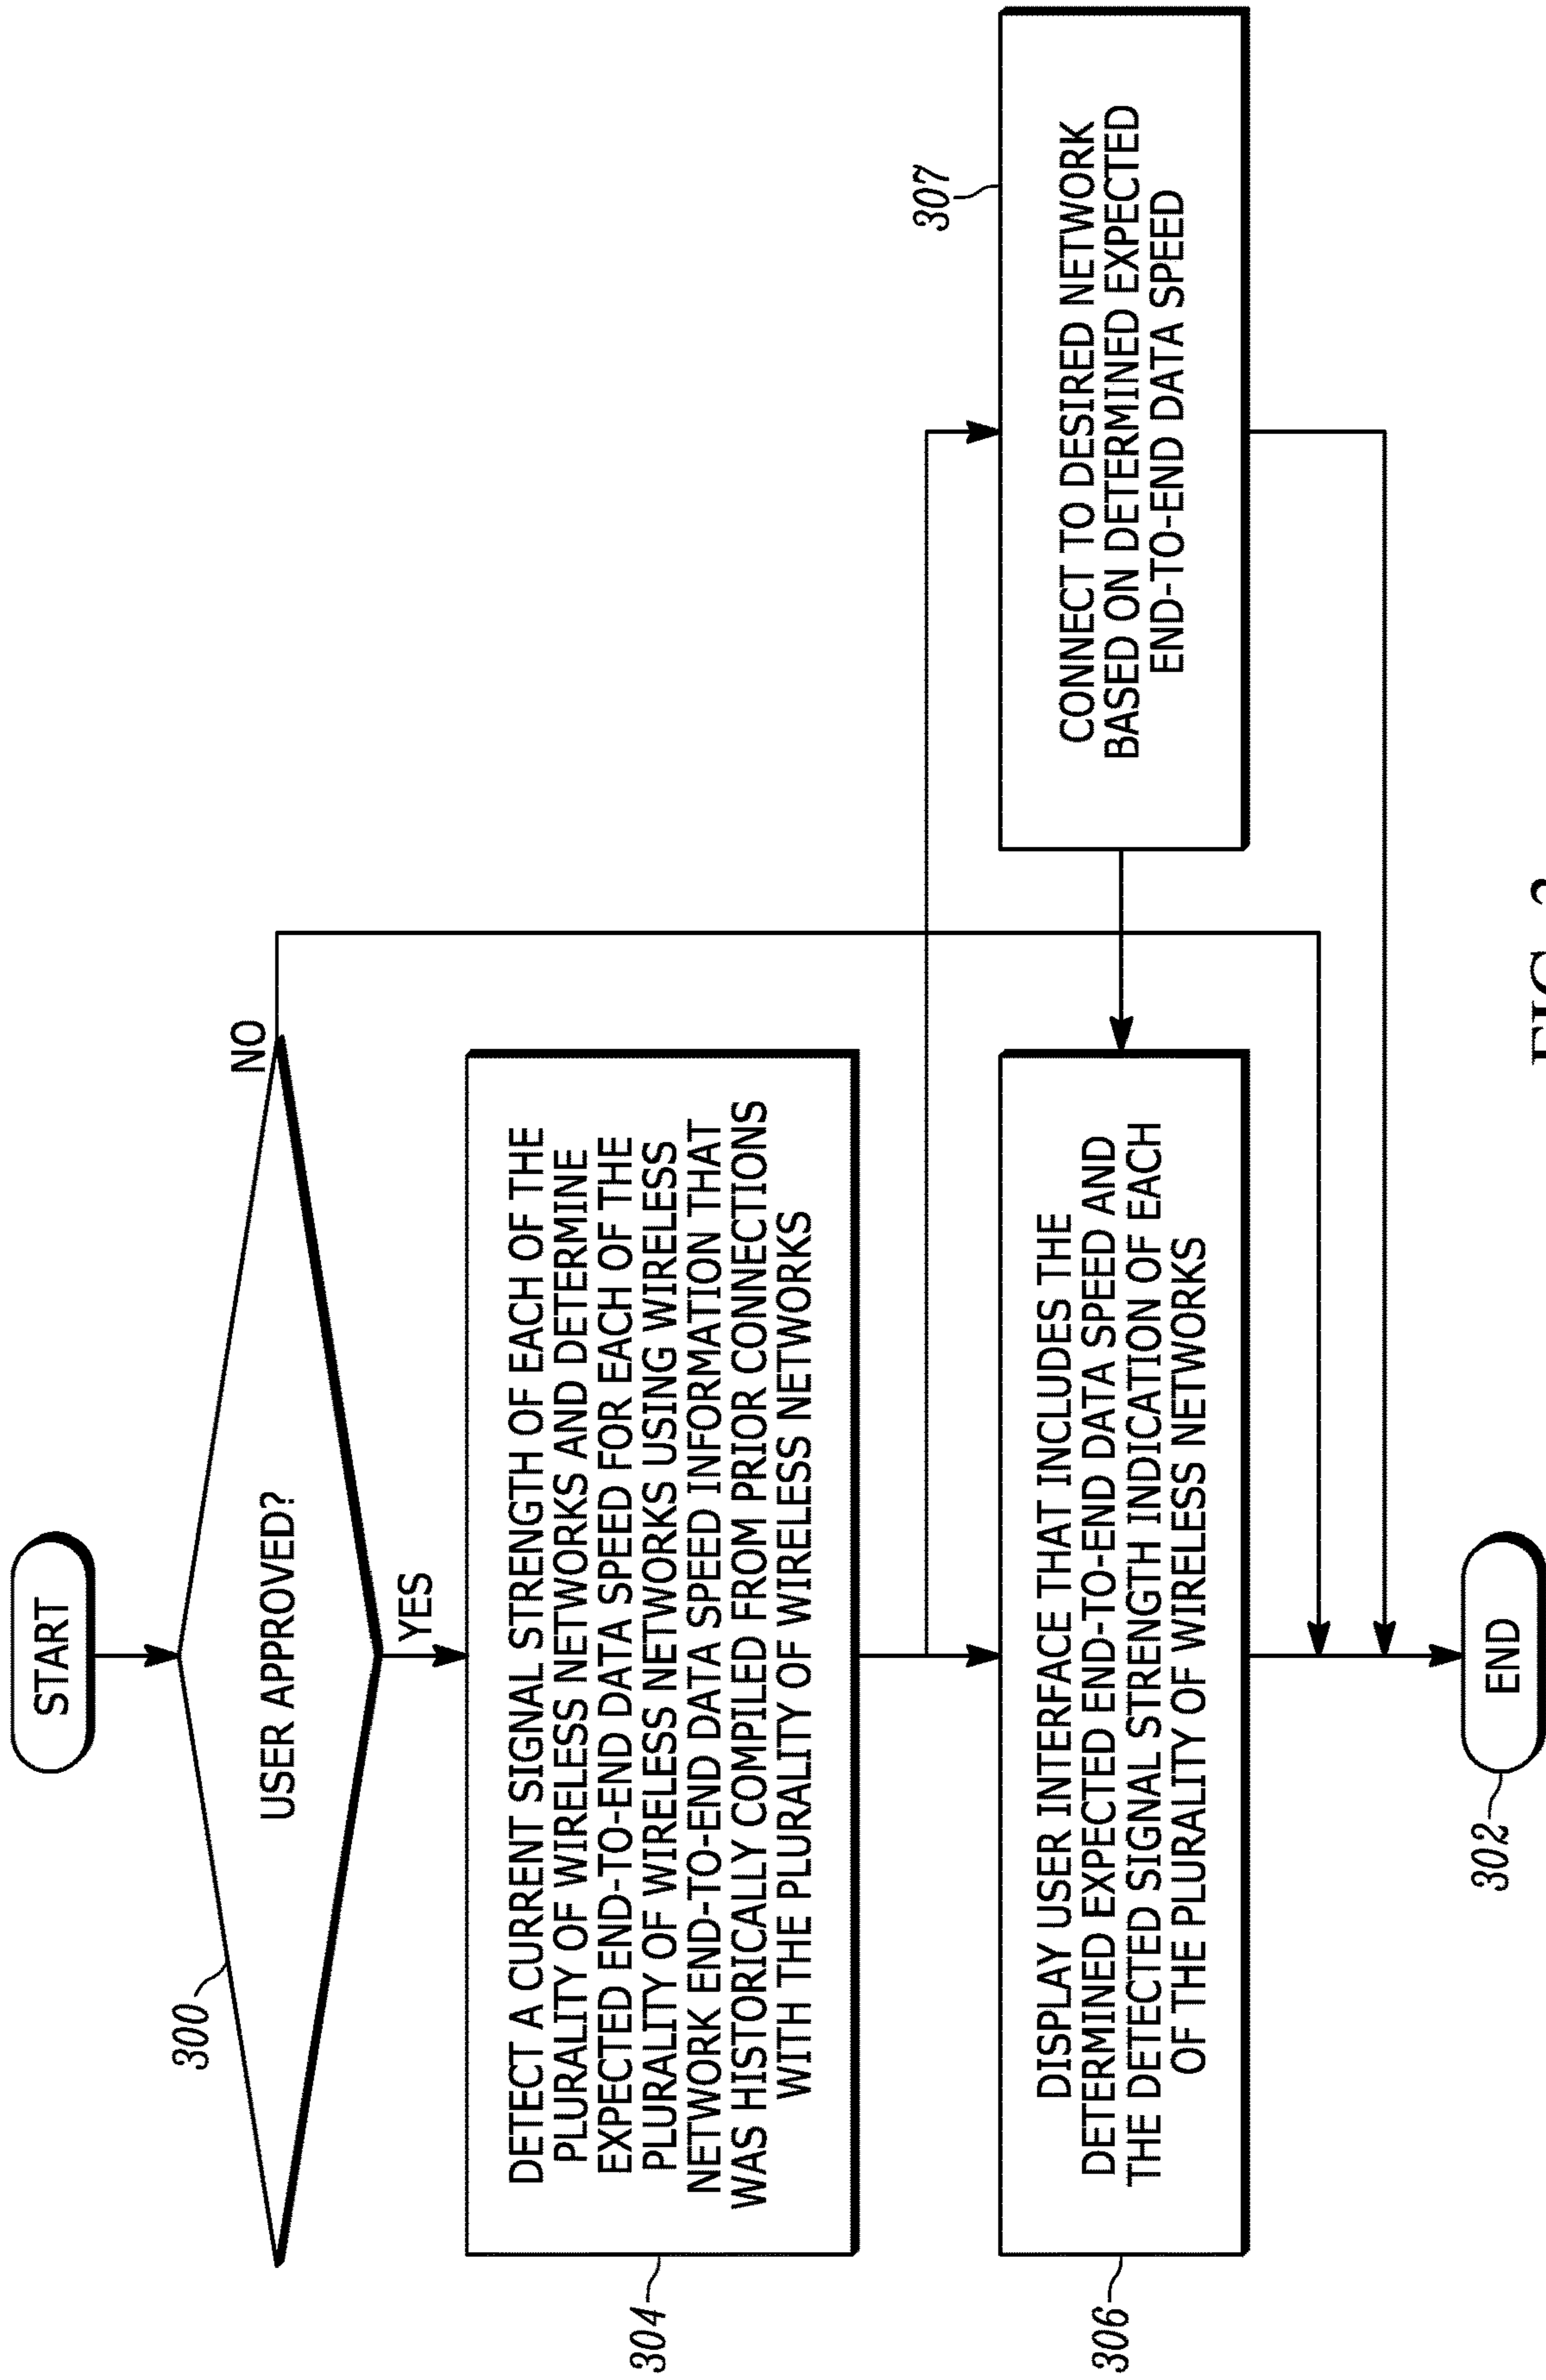 START
300
USER APPROVED?
NO
YES
304
DETECT A CURRENT SIGNAL STRENGTH OF EACH OF THE
PLURALITY OF WIRELESS NETWORKS AND DETERMINE
EXPECTED END-TO-END DATA SPEED FOR EACH OF THE
PLURALITY OF WIRELESS NETWORKS USING WIRELESS
NETWORK END-TO-END DATA SPEED INFORMATION THAT
WAS HISTORICALLY COMPILED FROM PRIOR CONNECTIONS
WITH THE PLURALITY OF WIRELESS NETWORKS
306
DISPLAY USER INTERFACE THAT INCLUDES THE
DETERMINED EXPECTED END-TO-END DATA SPEED AND
THE DETECTED SIGNAL STRENGTH INDICATION OF EACH
OF THE PLURALITY OF WIRELESS NETWORKS
307
CONNECT TO DESIRED NETWORK
BASED ON DETERMINED EXPECTED
END-TO-END DATA SPEED
302
END
FIG.